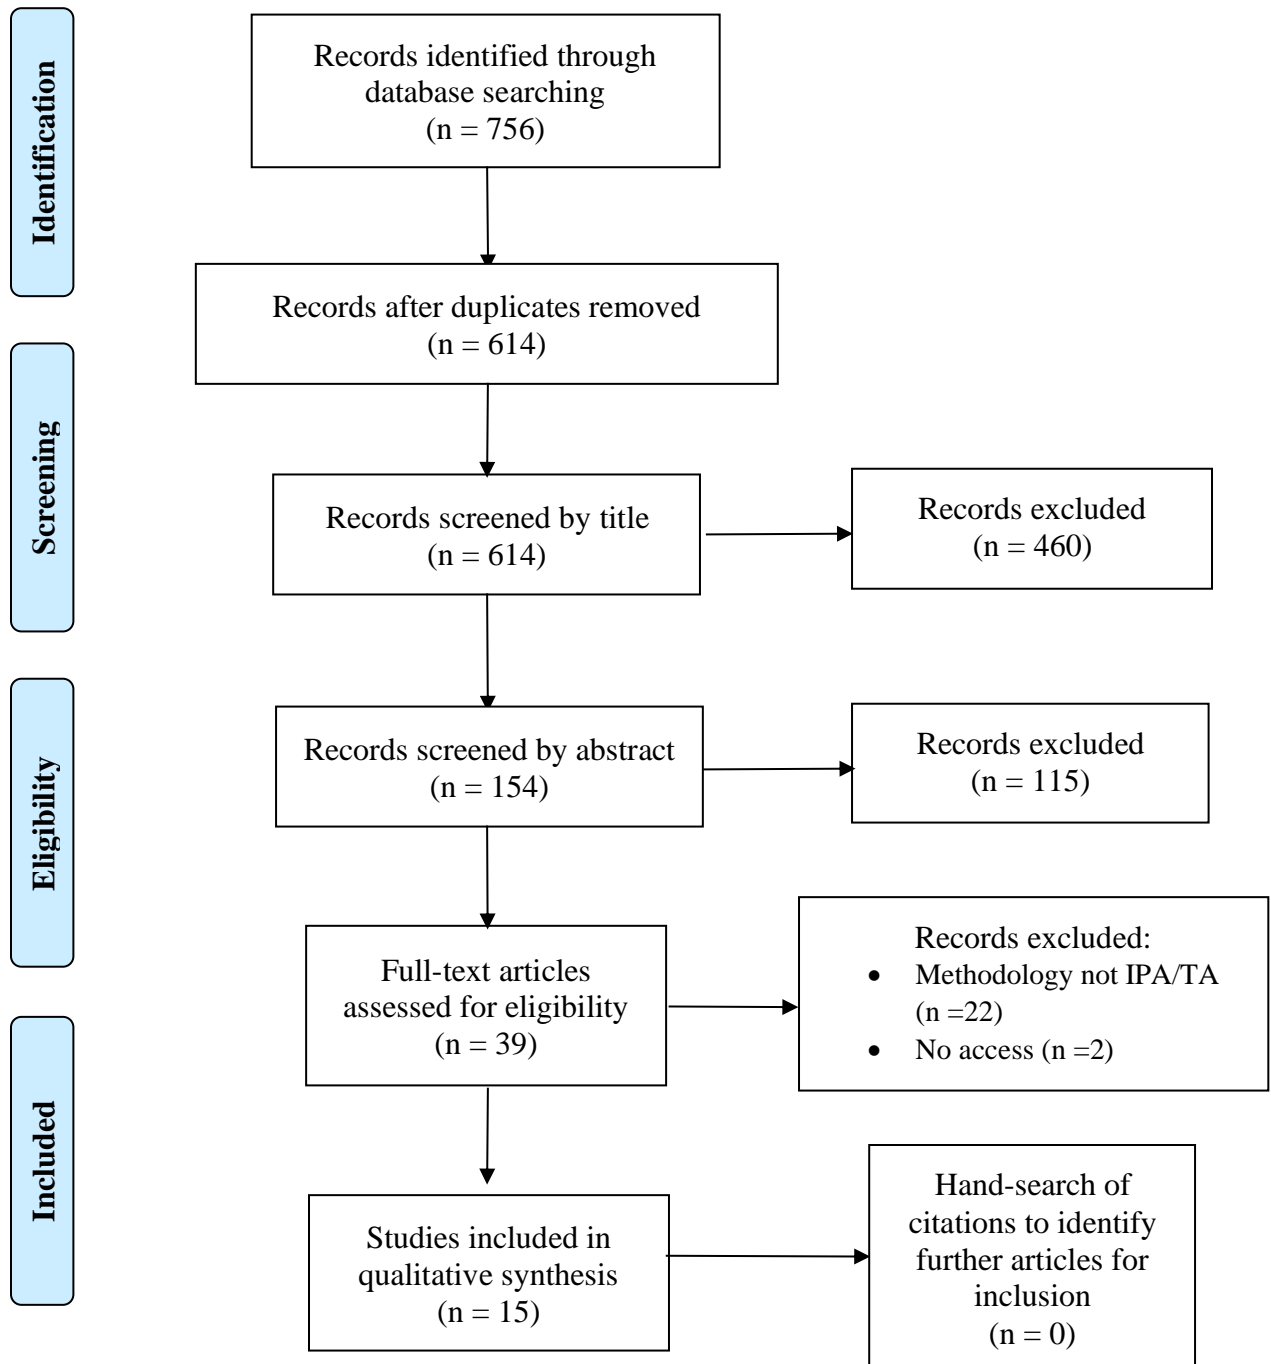 Identification
Records identified through
database searching
(n = 756)
Records after duplicates removed
(n = 614)
Screening
Records screened by title
(n = 614)
Records excluded
(n = 460)
Eligibility
Records screened by abstract
(n = 154)
Records excluded
(n = 115)
Full-text articles
assessed for eligibility
(n = 39)
Records excluded:
• Methodology not IPA/TA
(n =22)
• No access (n =2)
Included
Studies included in
qualitative synthesis
(n = 15)
Hand-search of
citations to identify
further articles for
inclusion
(n = 0)